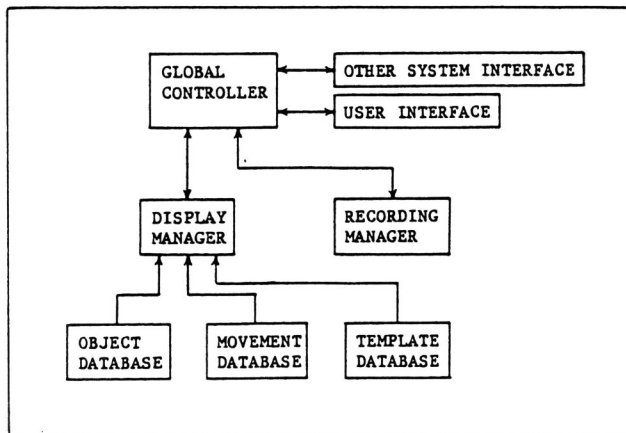 GLOBAL
CONTROLLER
OTHER SYSTEM INTERFACE
USER INTERFACE
DISPLAY
MANAGER
RECORDING
MANAGER
OBJECT
DATABASE
MOVEMENT
DATABASE
TEMPLATE
DATABASE